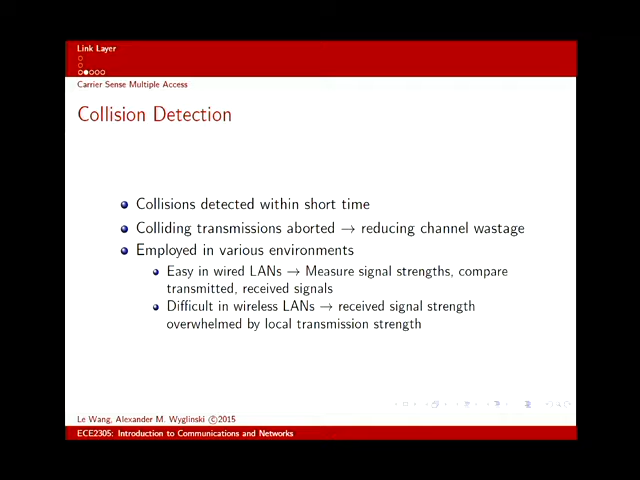 Link Layer
Carrier Sense Multiple Access
Collision Detection
Collisions detected within short time
Colliding transmissions aborted → reducing channel wastage
Employed in various environments
Easy in wired LANs → Measure signal strengths, compare
transmitted, received signals
Difficult in wireless LANs → received signal strength
overwhelmed by local transmission strength
Le Wang, Alexander M. Wyglinski ©2015
ECE2305: Introduction to Communications and Networks